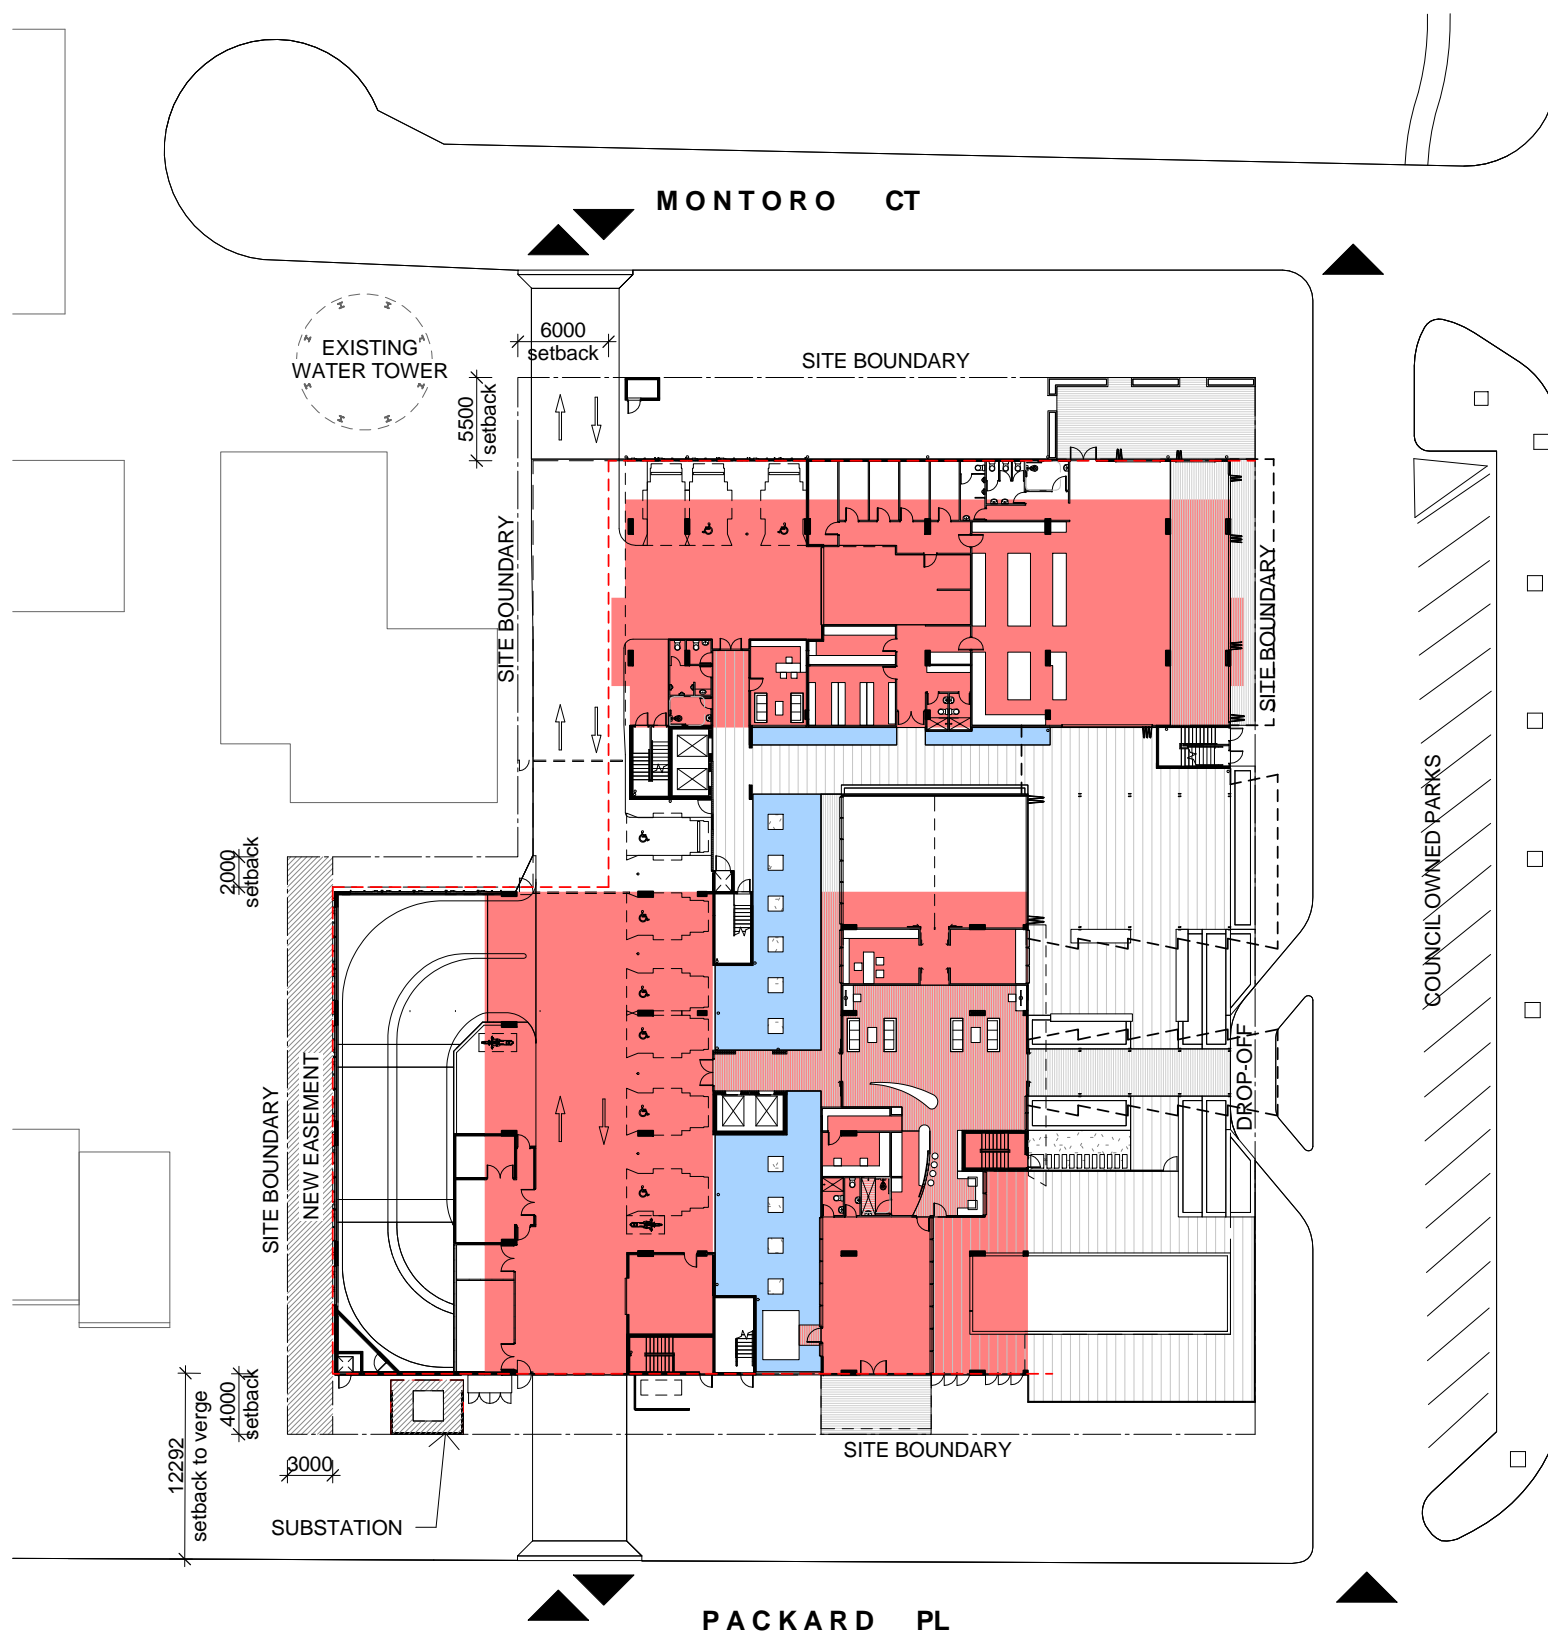 MONTORO CT
6000
setback
EXISTING
WATER TOWER
SITE BOUNDARY
5500
setback
SITE BOUNDARY
SITE BOUNDARY
COUNCIL OWNED PARKS
2000
setback
NEW EASEMENT
SITE BOUNDARY
DROP-OFF
4000
setback
12292
setback to verge
3000
SITE BOUNDARY
SUBSTATION
PACKARD PL